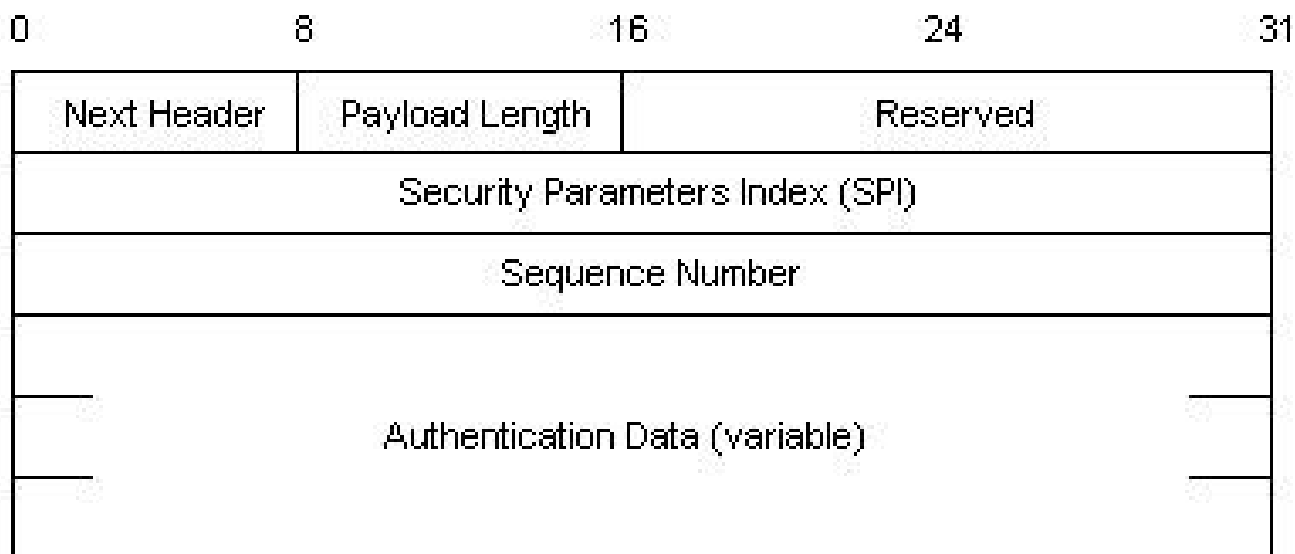 0 8 16 24 31
Next Header Payload Length Reserved
Security Parameters Index (SPI)
Sequence Number
Authentication Data (variable)